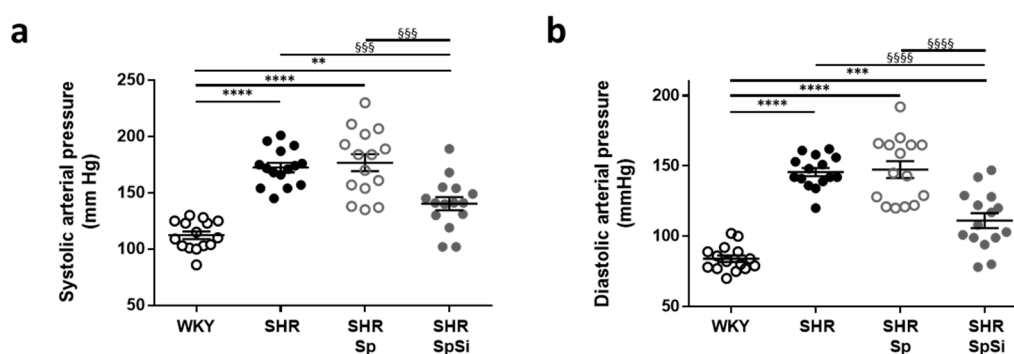 a
§§§
§§§
**
****
****
Systolic arterial pressure
(mm Hg)
250
200
150
100
50
WKY
SHR
SHR
Sp
SHR
SpSi
b
§§§§
§§§§
***
****
****
Diastolic arterial pressure
(mmHg)
200
150
100
50
WKY
SHR
SHR
Sp
SHR
SpSi